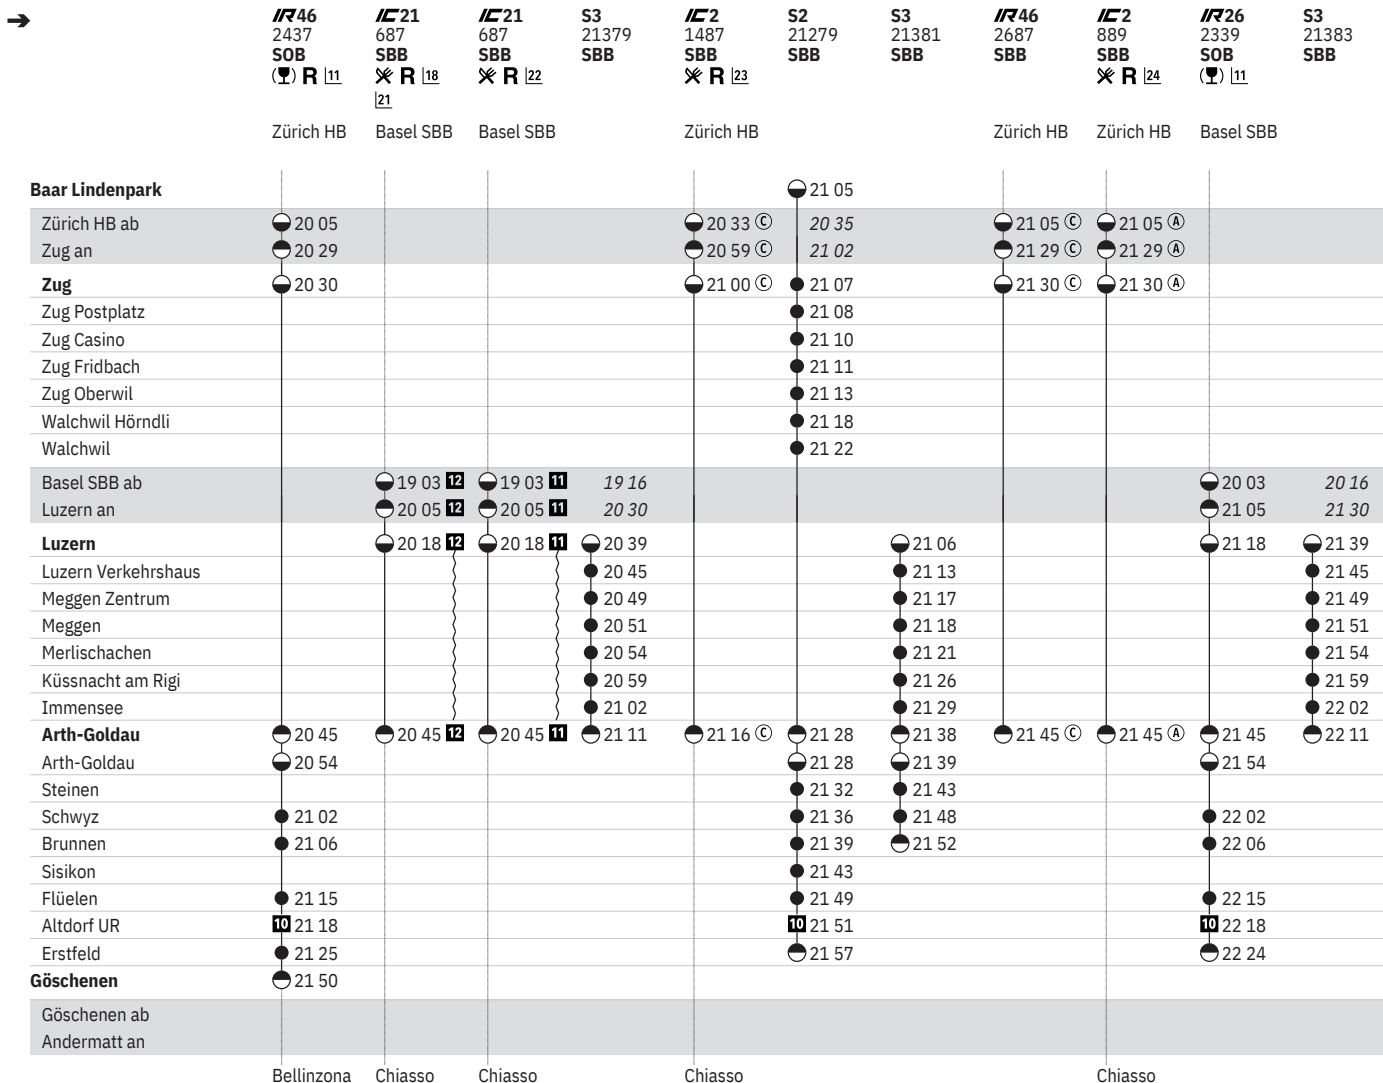 ➔ IR46 IC21 IC21 S3 IC2 S2 S3 IR46 IC2 IR26 S3
2437 687 687 21379 1487 21279 21381 2687 889 2339 21383
SOB SBB SBB SBB SBB SBB SBB SBB SBB SOB SBB
R 11 R 18 R 22 R 23 R 24 11
21
Zürich HB Basel SBB Basel SBB Zürich HB Zürich HB Zürich HB Basel SBB
Baar Lindenpark 21 05
Zürich HB ab 20 05 20 33 Ⓒ 20 35 21 05 Ⓒ 21 05 Ⓐ
Zug an 20 29 20 59 Ⓒ 21 02 21 29 Ⓒ 21 29 Ⓐ
Zug 20 30 21 00 Ⓒ 21 07 21 30 Ⓒ 21 30 Ⓐ
Zug Postplatz 21 08
Zug Casino 21 10
Zug Fridbach 21 11
Zug Oberwil 21 13
Walchwil Hörndli 21 18
Walchwil 21 22
Basel SBB ab 19 03 12 19 03 11 19 16 20 03 20 16
Luzern an 20 05 12 20 05 11 20 30 21 05 21 30
Luzern 20 18 12 20 18 11 20 39 21 06 21 18 21 39
Luzern Verkehrshaus 20 45 21 13 21 45
Meggen Zentrum 20 49 21 17 21 49
Meggen 20 51 21 18 21 51
Merlischachen 20 54 21 21 21 54
Küssnacht am Rigi 20 59 21 26 21 59
Immensee 21 02 21 29 22 02
Arth-Goldau 20 45 20 45 12 20 45 11 21 11 21 16 Ⓒ 21 28 21 38 21 45 Ⓒ 21 45 Ⓐ 21 45 22 11
Arth-Goldau 20 54 21 28 21 39 21 54
Steinen 21 32 21 43
Schwyz 21 02 21 36 21 48 22 02
Brunnen 21 06 21 39 21 52 22 06
Sisikon 21 43
Flüelen 21 15 21 49 22 15
Altdorf UR 10 21 18 10 21 51 10 22 18
Erstfeld 21 25 21 57 22 24
Göschenen 21 50
Göschenen ab
Andermatt an
Bellinzona Chiasso Chiasso Chiasso Chiasso